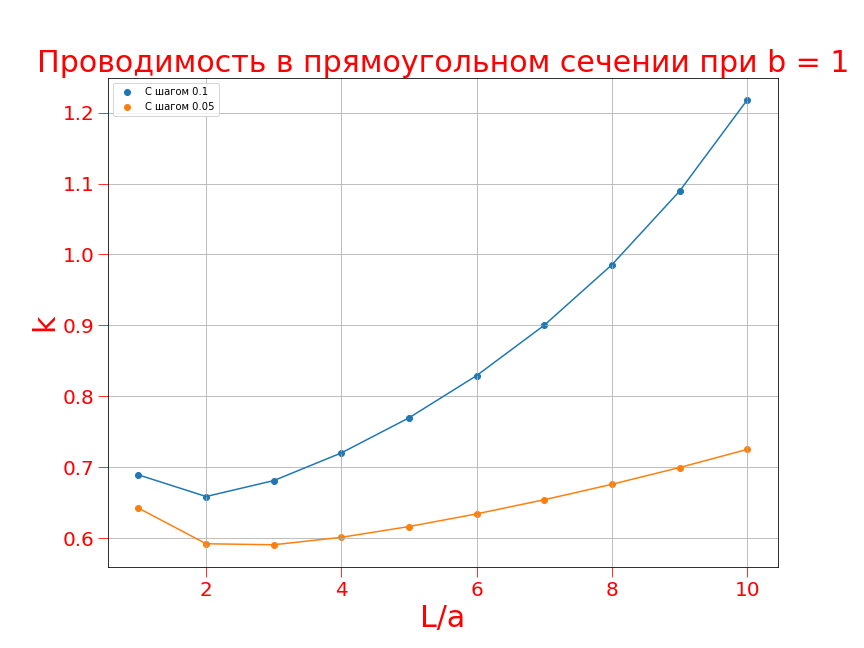 Проводимость в прямоугольном сечении при b = 1
С шагом 0.1
С шагом 0.05
1.2
1.1
1.0
0.9
0.8
0.7
0.6
k
2 4 6 8 10
L/a